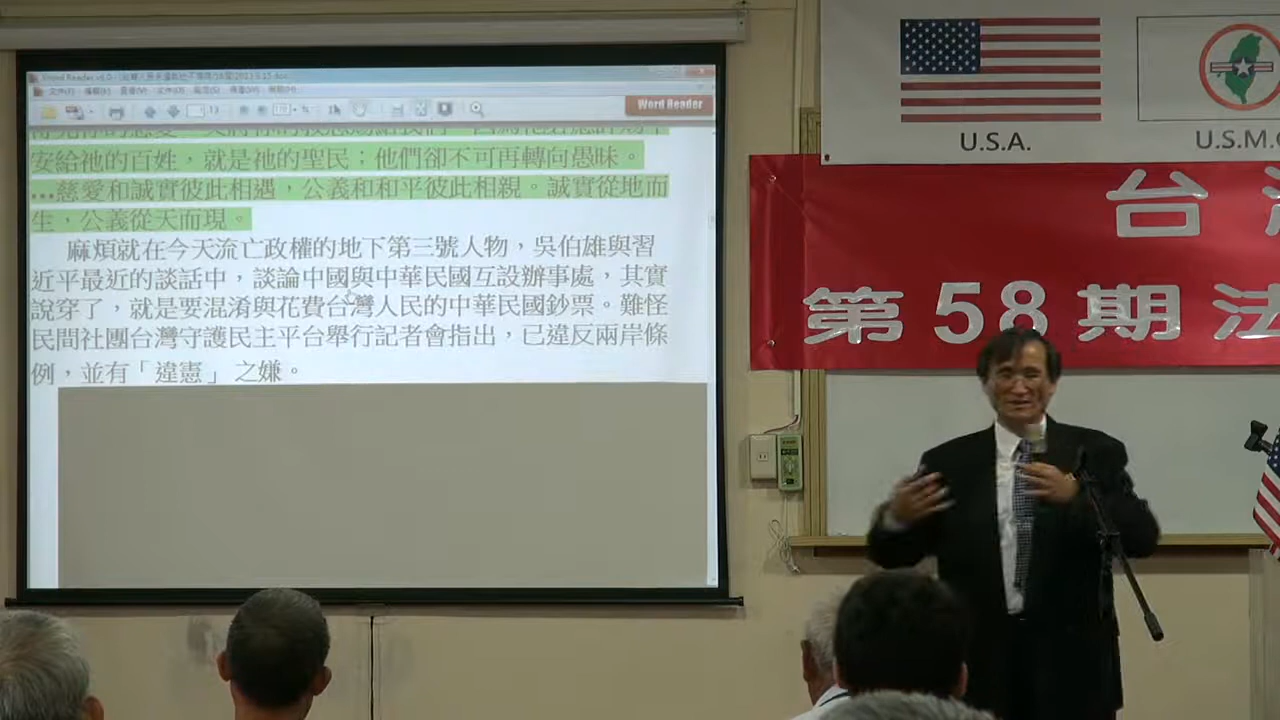 Word Reader
安給祂的百姓，就是祂的聖民；他們卻不可再轉向愚昧。
…慈愛和誠實彼此相遇，公義和和平彼此相親。誠實從地而
生，公義從天而現。
麻煩就在今天流亡政權的地下第三號人物，吳伯雄與習
近平最近的談話中，談論中國與中華民國互設辦事處，其實
說穿了，就是要混淆與花費台灣人民的中華民國鈔票。難怪
民間社團台灣守護民主平台舉行記者會指出，已違反兩岸條
例，並有「違憲」之嫌。
U.S.A.
U.S.M.
台
第58期法